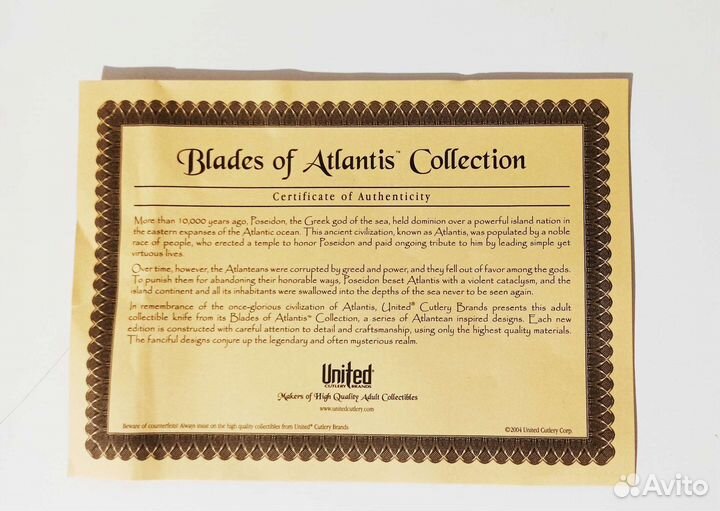 Blades of Atlantis™ Collection
Certificate of Authenticity
More than 10,000 years ago, Poseidon, the Greek god of the sea, held dominion over a powerful island nation in
the eastern expanses of the Atlantic ocean. This ancient civilization, known as Atlantis, was populated by a noble
race of people, who erected a temple to honor Poseidon and paid ongoing tribute to him by leading simple yet
virtuous lives.
Over time, however, the Atlanteans were corrupted by greed and power, and they fell out of favor among the gods.
To punish them for abandoning their honorable ways, Poseidon beset Atlantis with a violent cataclysm, and the
island continent and all its inhabitants were swallowed into the depths of the sea never to be seen again.
In remembrance of the once-glorious civilization of Atlantis, United® Cutlery Brands presents this adult
collectible knife from its Blades of Atlantis™ Collection, a series of Atlantean inspired designs. Each new
edition is constructed with careful attention to detail and craftsmanship, using only the highest quality materials.
The fanciful designs conjure up the legendary and often mysterious realm.
United®
CUTLERY BRANDS
Makers of High Quality Adult Collectibles
www.unitedcutlery.com
Beware of counterfeits! Always insist on the high quality collectibles from United® Cutlery Brands
©2004 United Cutlery Corp.
Avito